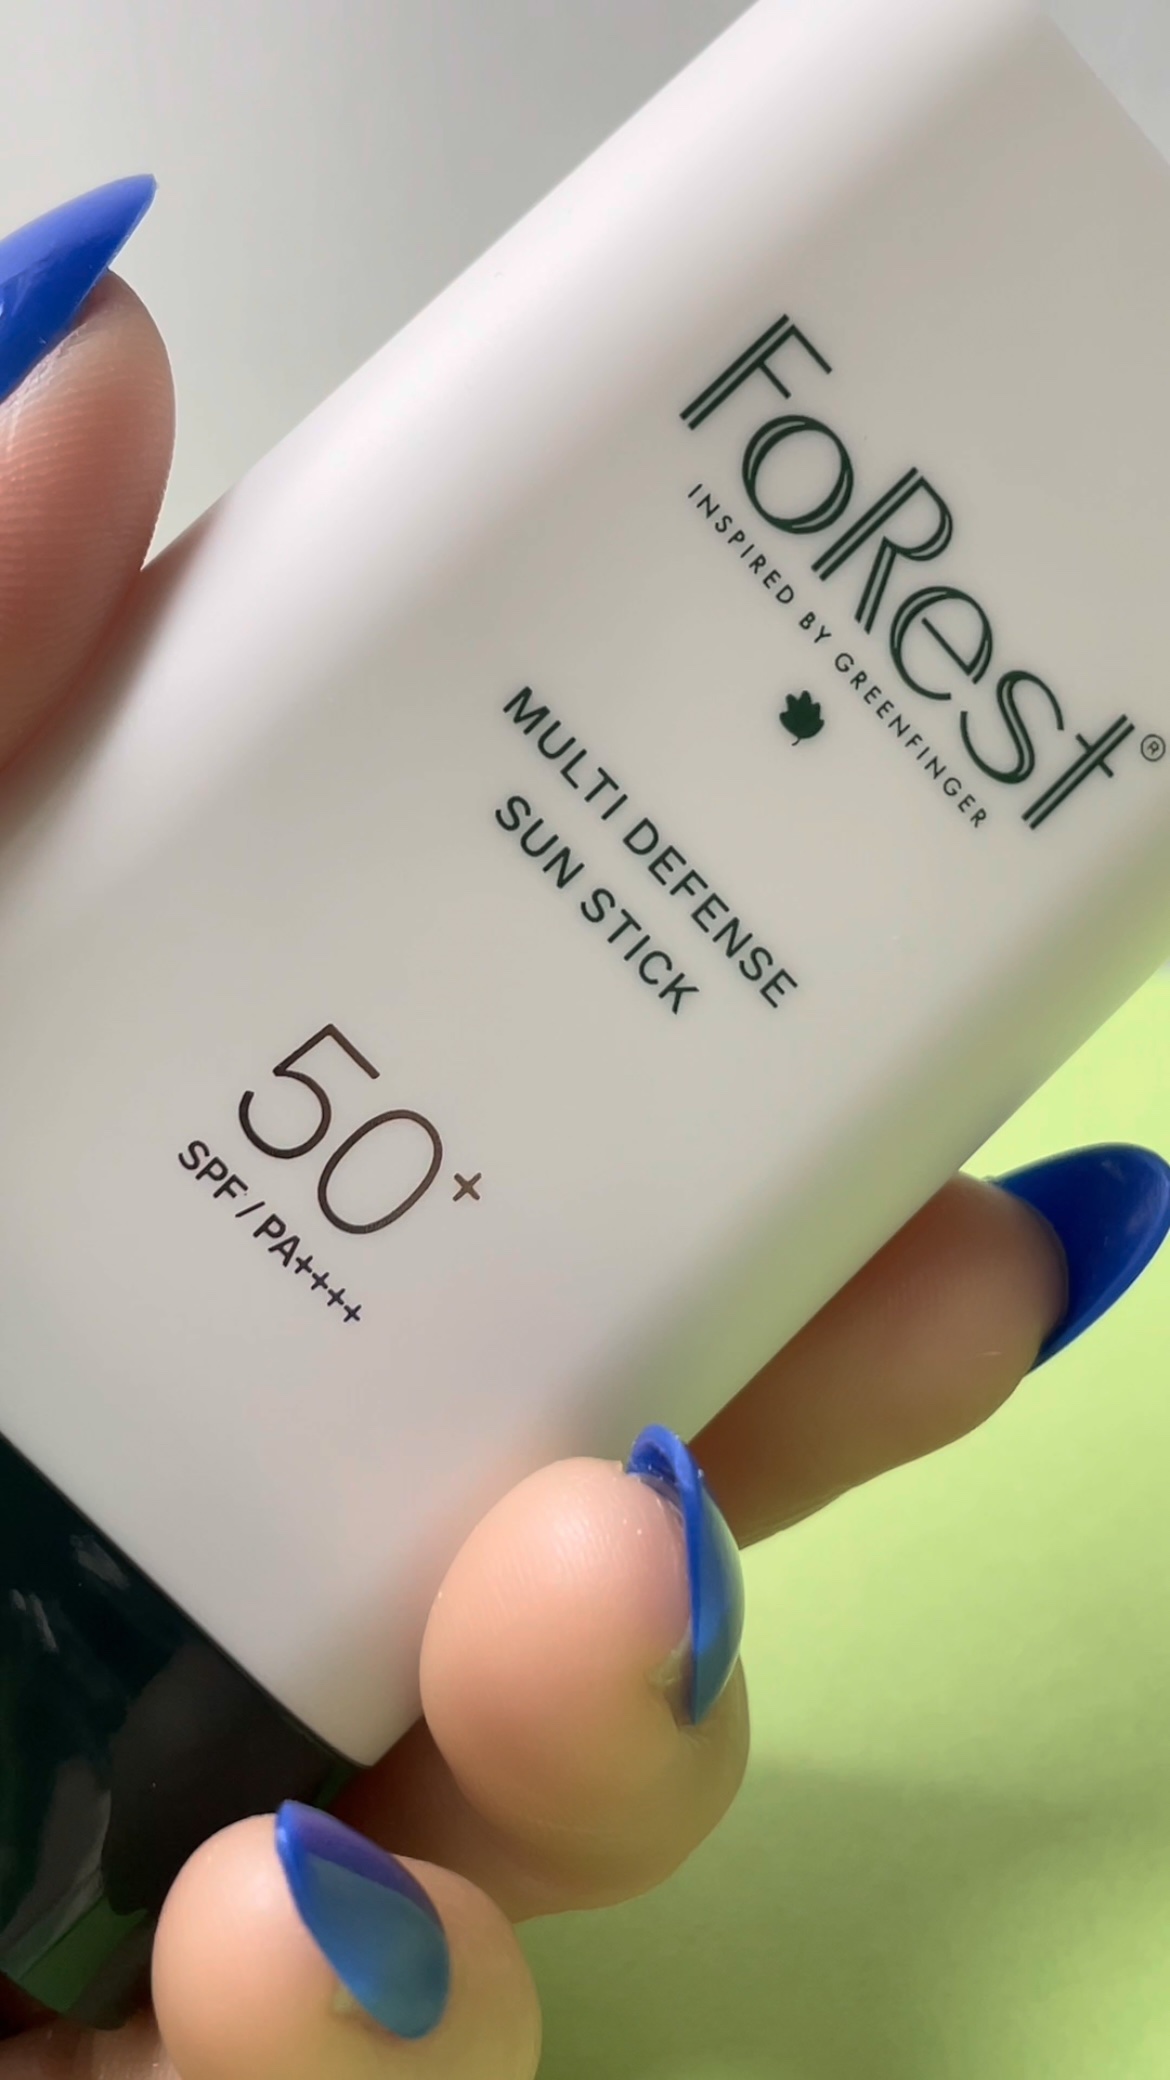 FoRest®
INSPIRED BY GREENFINGER
MULTI DEFENSE
SUN STICK
50+
SPF / PA++++